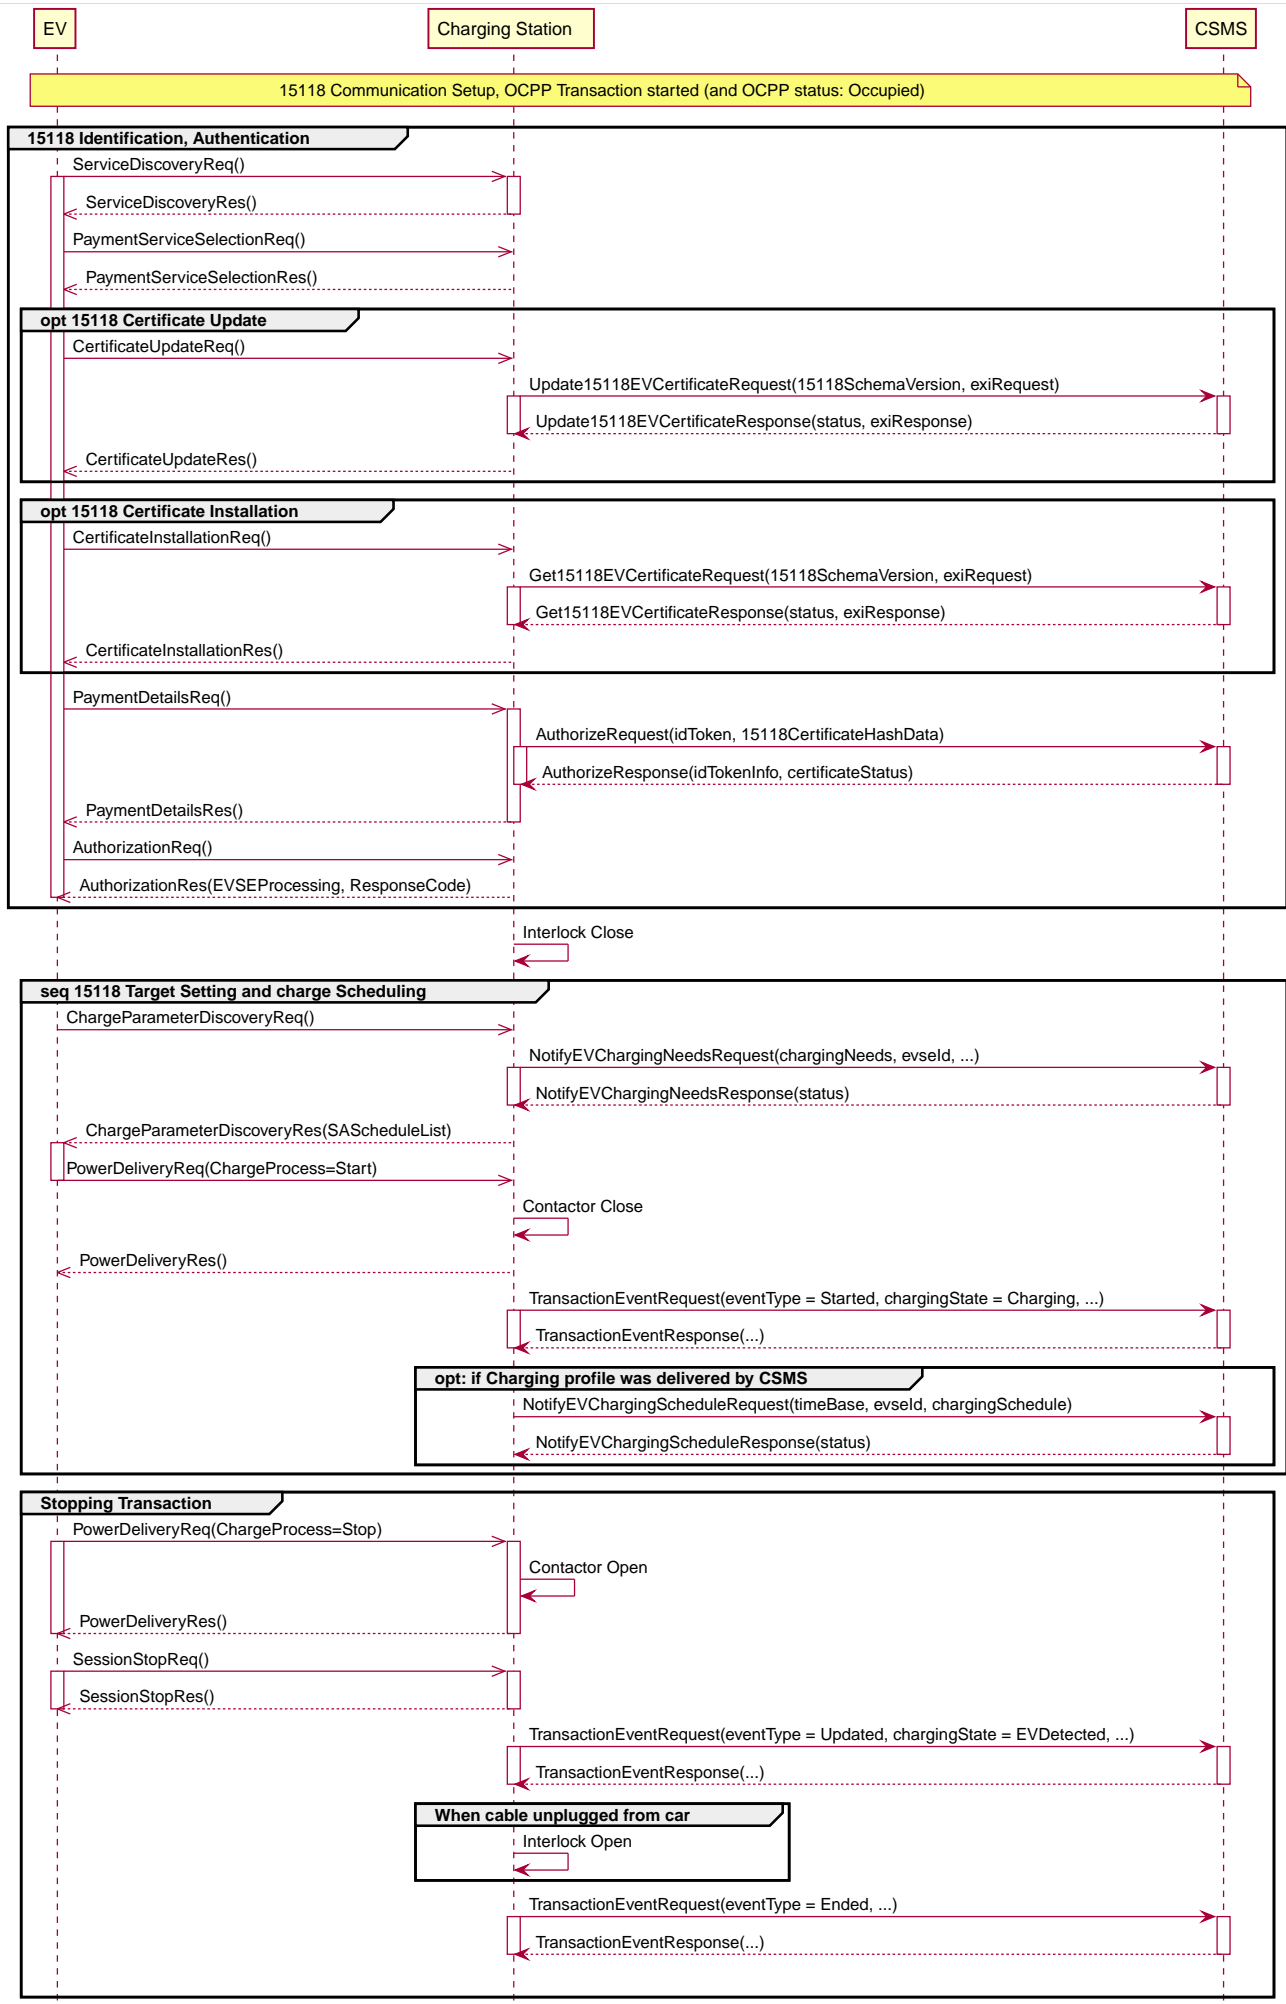 EV
Charging Station
CSMS
15118 Communication Setup, OCPP Transaction started (and OCPP status: Occupied)
15118 Identification, Authentication
ServiceDiscoveryReq()
ServiceDiscoveryRes()
PaymentServiceSelectionReq()
PaymentServiceSelectionRes()
opt 15118 Certificate Update
CertificateUpdateReq()
Update15118EVCertificateRequest(15118SchemaVersion, exiRequest)
Update15118EVCertificateResponse(status, exiResponse)
CertificateUpdateRes()
opt 15118 Certificate Installation
CertificateInstallationReq()
Get15118EVCertificateRequest(15118SchemaVersion, exiRequest)
Get15118EVCertificateResponse(status, exiResponse)
CertificateInstallationRes()
PaymentDetailsReq()
AuthorizeRequest(idToken, 15118CertificateHashData)
AuthorizeResponse(idTokenInfo, certificateStatus)
PaymentDetailsRes()
AuthorizationReq()
AuthorizationRes(EVSEProcessing, ResponseCode)
Interlock Close
seq 15118 Target Setting and charge Scheduling
ChargeParameterDiscoveryReq()
NotifyEVChargingNeedsRequest(chargingNeeds, evseId, ...)
NotifyEVChargingNeedsResponse(status)
ChargeParameterDiscoveryRes(SAScheduleList)
PowerDeliveryReq(ChargeProcess=Start)
Contactor Close
PowerDeliveryRes()
TransactionEventRequest(eventType = Started, chargingState = Charging, ...)
TransactionEventResponse(...)
opt: if Charging profile was delivered by CSMS
NotifyEVChargingScheduleRequest(timeBase, evseId, chargingSchedule)
NotifyEVChargingScheduleResponse(status)
Stopping Transaction
PowerDeliveryReq(ChargeProcess=Stop)
Contactor Open
PowerDeliveryRes()
SessionStopReq()
SessionStopRes()
TransactionEventRequest(eventType = Updated, chargingState = EVDetected, ...)
TransactionEventResponse(...)
When cable unplugged from car
Interlock Open
TransactionEventRequest(eventType = Ended, ...)
TransactionEventResponse(...)